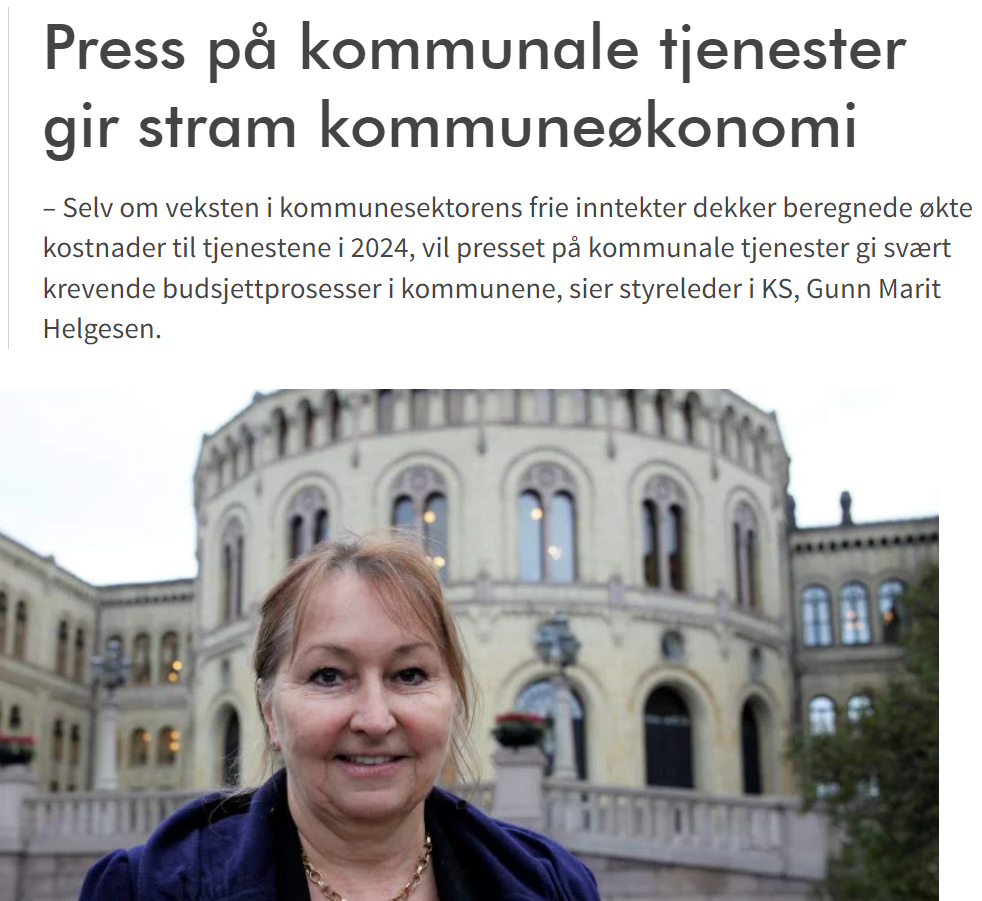 Press på kommunale tjenester
gir stram kommuneøkonomi
– Selv om veksten i kommunesektorens frie inntekter dekker beregnede økte
kostnader til tjenestene i 2024, vil presset på kommunale tjenester gi svært
krevende budsjettprosesser i kommunene, sier styreleder i KS, Gunn Marit
Helgesen.